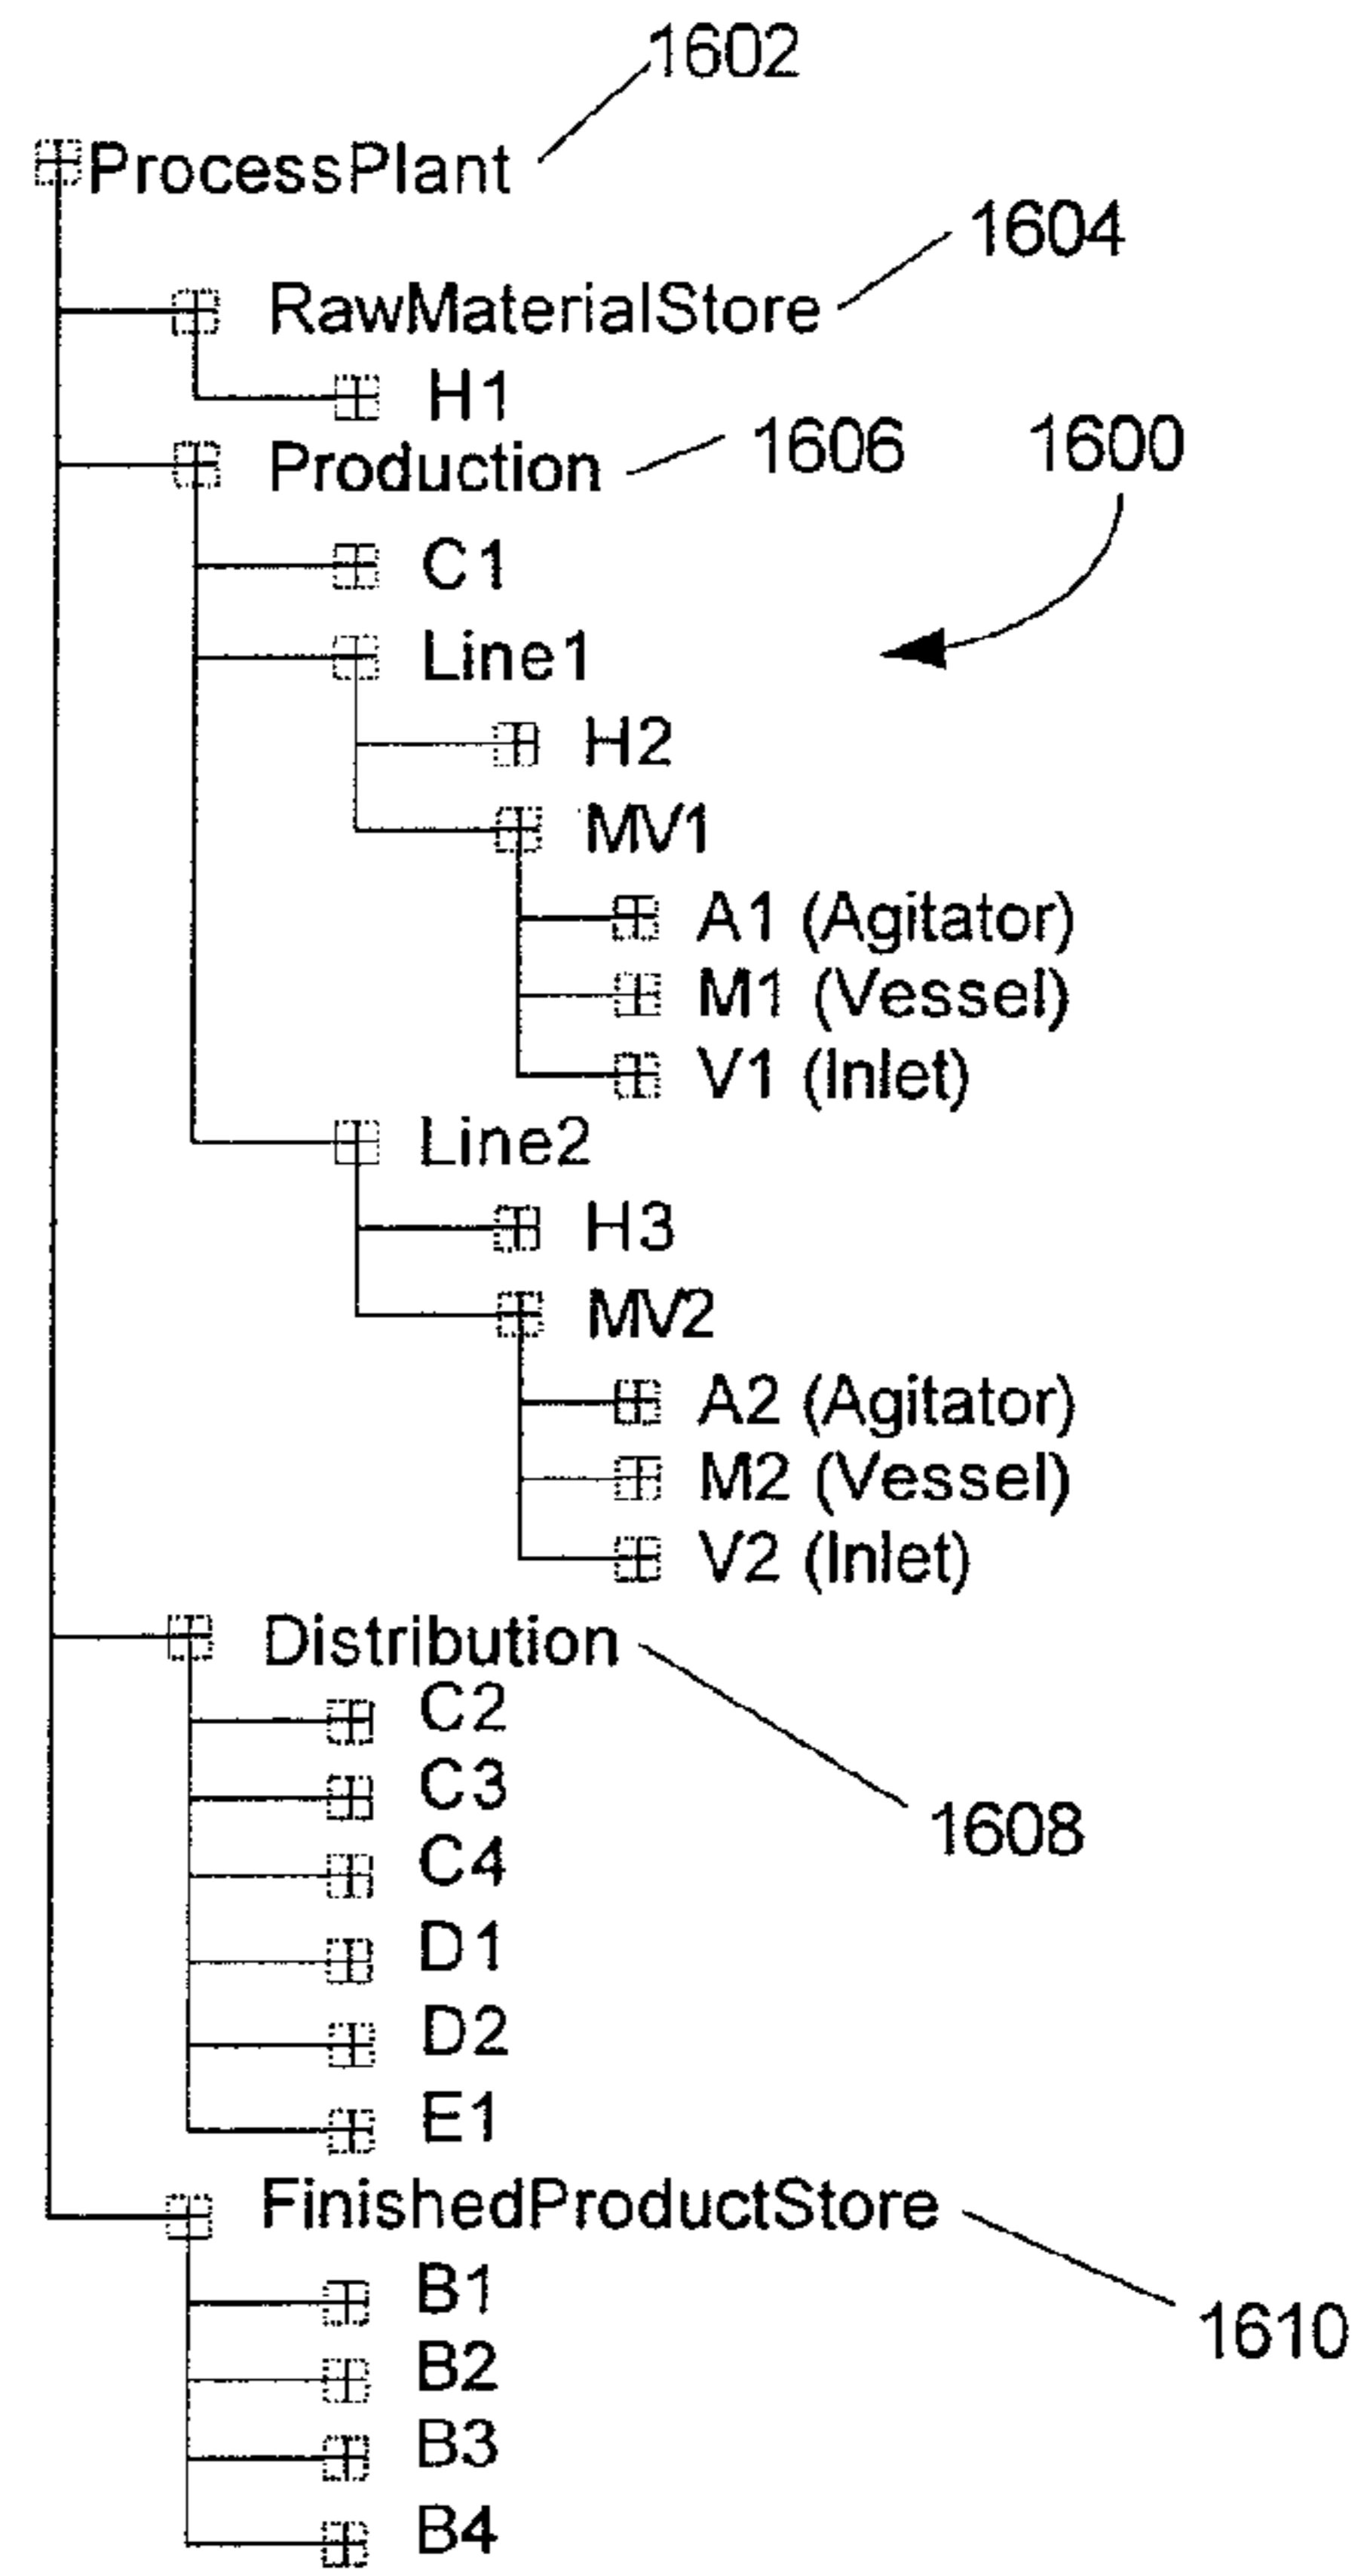 1602
ProcessPlant
1604
RawMaterialStore
H1
Production
1606
1600
C1
Line1
H2
MV1
A1 (Agitator)
M1 (Vessel)
V1 (Inlet)
Line2
H3
MV2
A2 (Agitator)
M2 (Vessel)
V2 (Inlet)
Distribution
C2
C3
1608
C4
D1
D2
E1
FinishedProductStore
B1
1610
B2
B3
B4